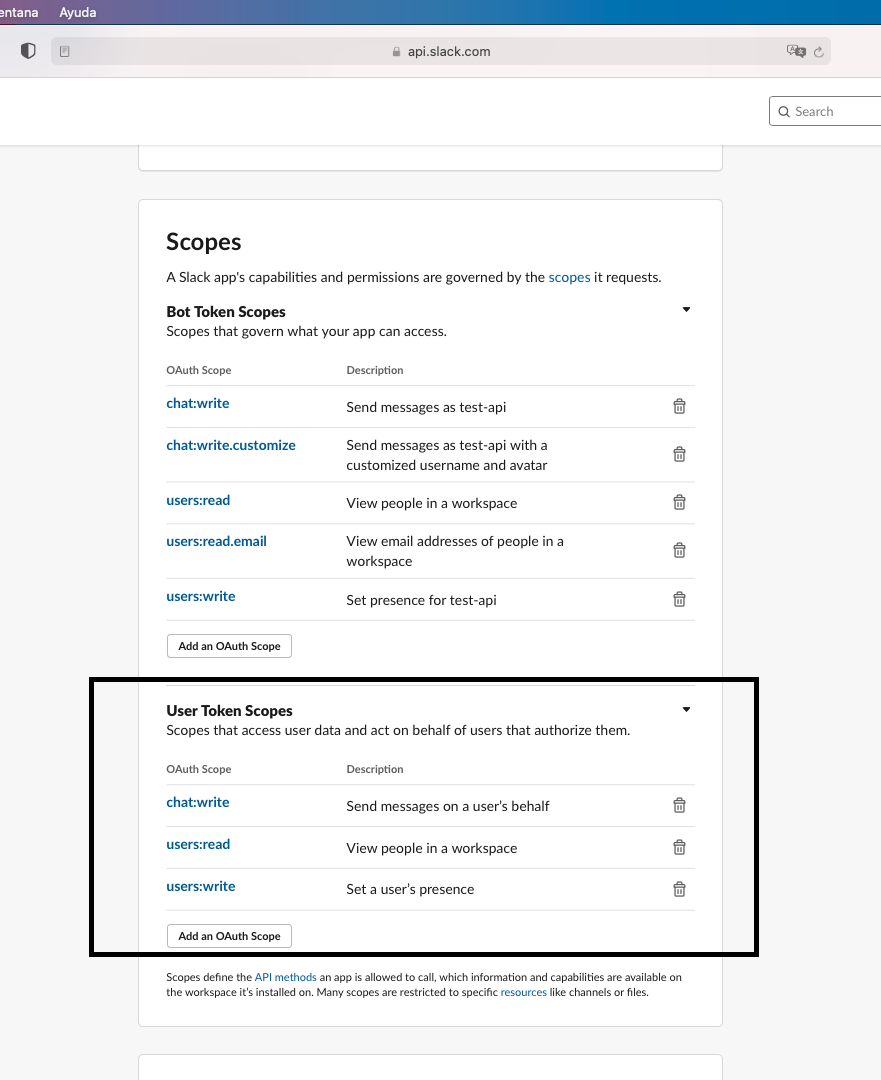 entana Ayuda
api.slack.com
Search
Scopes
A Slack app's capabilities and permissions are governed by the scopes it requests.
Bot Token Scopes
Scopes that govern what your app can access.
OAuth Scope Description
chat:write Send messages as test-api
chat:write.customize Send messages as test-api with a
customized username and avatar
users:read View people in a workspace
users:read.email View email addresses of people in a
workspace
users:write Set presence for test-api
Add an OAuth Scope
User Token Scopes
Scopes that access user data and act on behalf of users that authorize them.
OAuth Scope Description
chat:write Send messages on a user’s behalf
users:read View people in a workspace
users:write Set a user’s presence
Add an OAuth Scope
Scopes define the API methods an app is allowed to call, which information and capabilities are available on
the workspace it’s installed on. Many scopes are restricted to specific resources like channels or files.